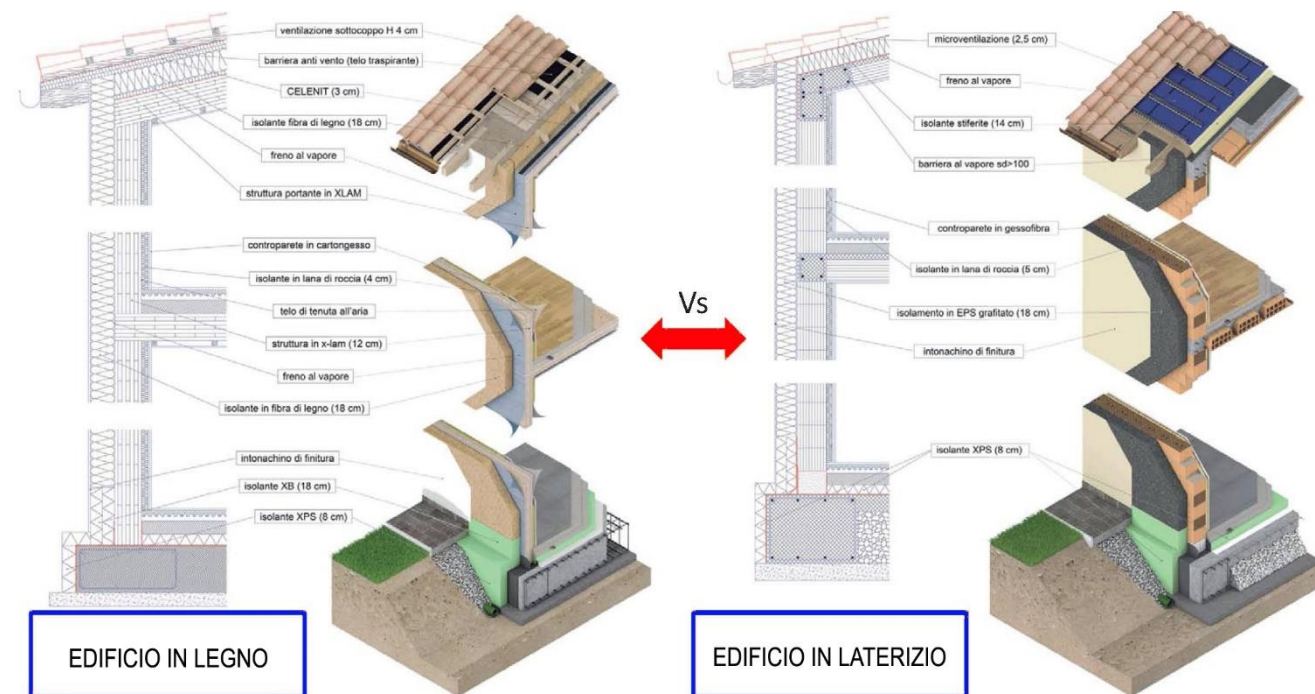 ventilazione sottocoppo H 4 cm
barriera anti vento (telo traspirante)
CELENIT (3 cm)
isolante fibra di legno (18 cm)
freno al vapore
struttura portante in XLAM
controparete in cartongesso
isolante in lana di roccia (4 cm)
telo di tenuta all'aria
struttura in x-lam (12 cm)
freno al vapore
isolante in fibra di legno (18 cm)
intonachino di finitura
isolante XB (18 cm)
isolante XPS (8 cm)
EDIFICIO IN LEGNO
Vs
microventilazione (2,5 cm)
freno al vapore
isolante stiferite (14 cm)
barriera al vapore sd>100
controparete in gessofibra
isolante in lana di roccia (5 cm)
isolamento in EPS grafitato (18 cm)
intonachino di finitura
isolante XPS (8 cm)
EDIFICIO IN LATERIZIO